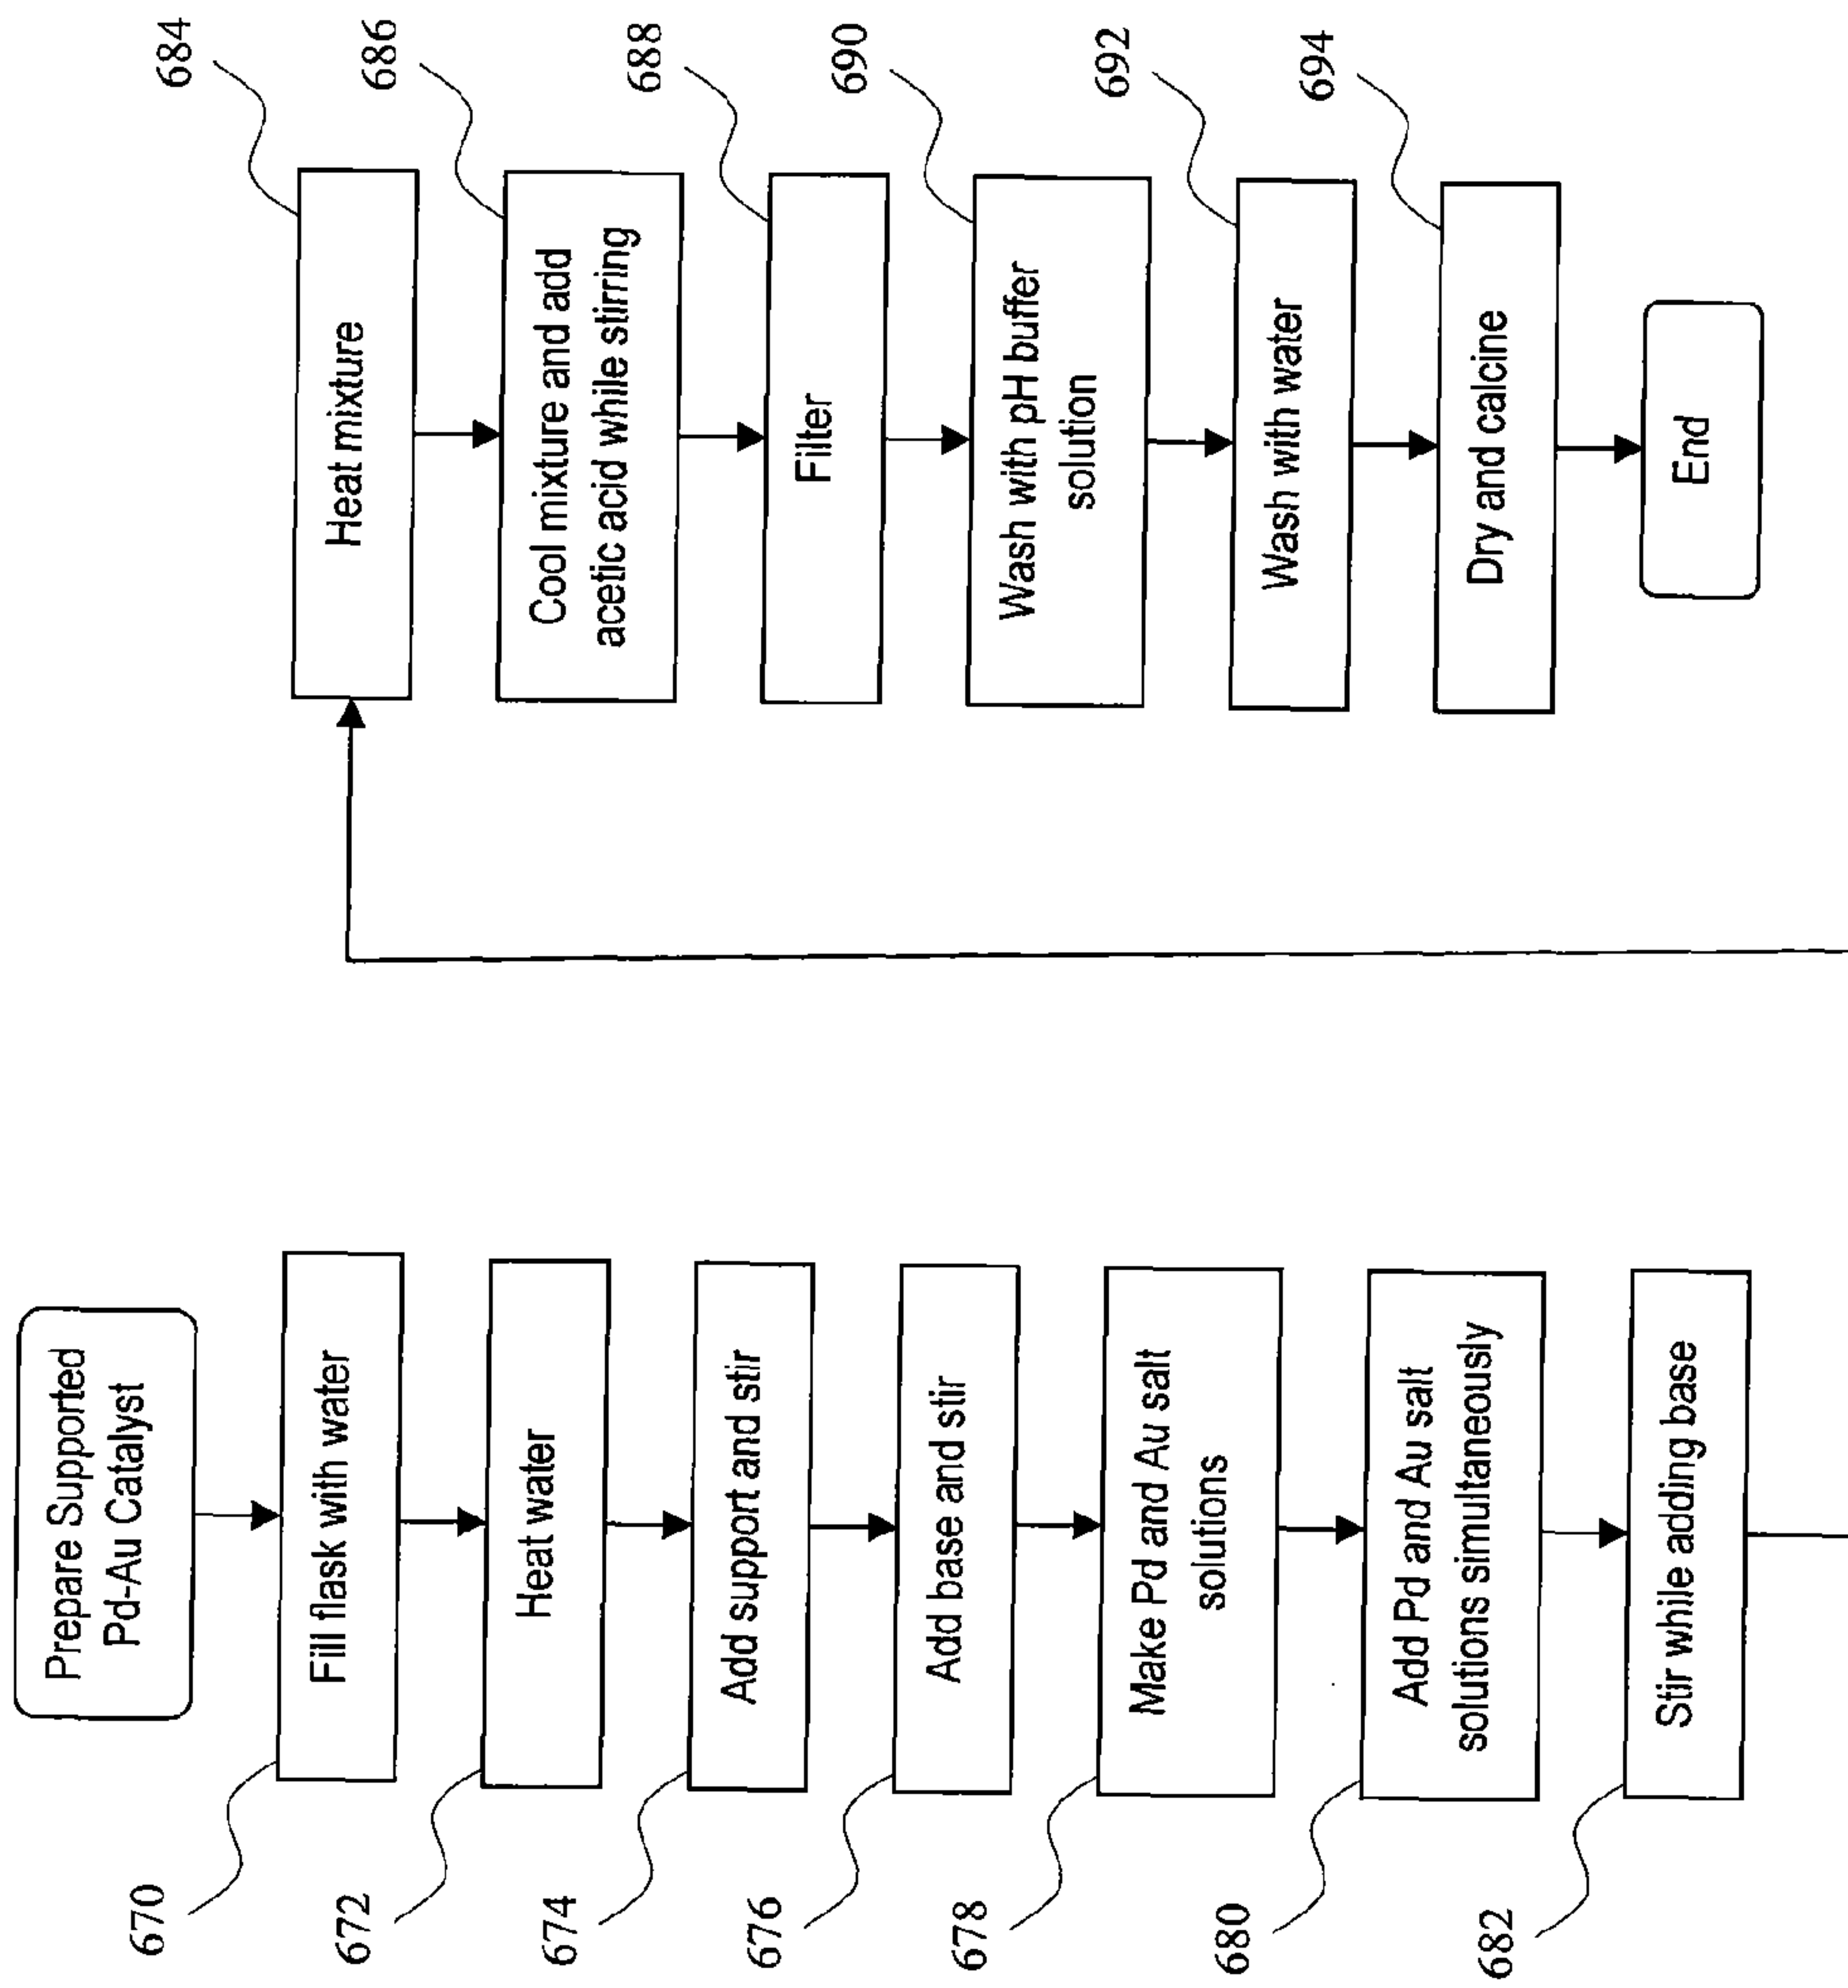 Prepare Supported
Pd-Au Catalyst
670
Fill flask with water
672
Heat water
674
Add support and stir
676
Add base and stir
678
Make Pd and Au salt
solutions
680
Add Pd and Au salt
solutions simultaneously
682
Stir while adding base
684
Heat mixture
686
Cool mixture and add
acetic acid while stirring
688
Filter
690
Wash with pH buffer
solution
692
Wash with water
694
Dry and calcine
End